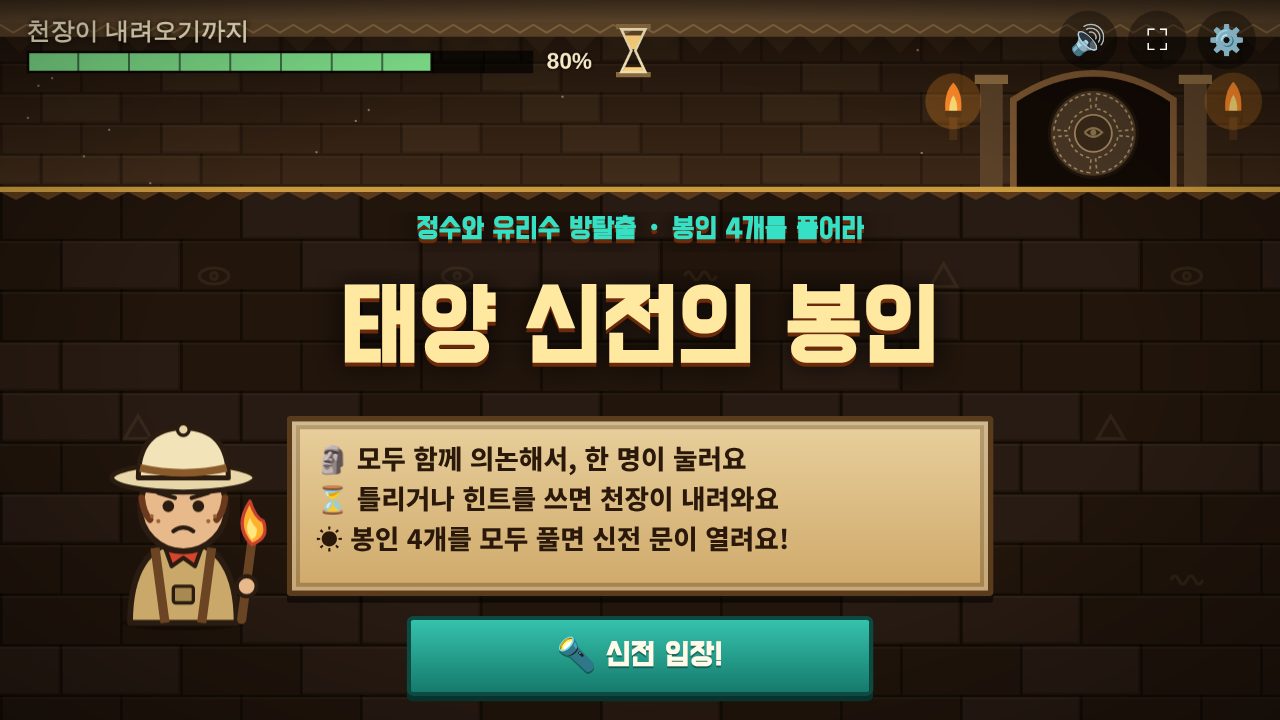 천장이 내려오기까지
80%
정수와 유리수 방탈출 · 봉인 4개를 풀어라
태양 신전의 봉인
모두 함께 의논해서, 한 명이 눌러요
틀리거나 힌트를 쓰면 천장이 내려와요
봉인 4개를 모두 풀면 신전 문이 열려요!
신전 입장!